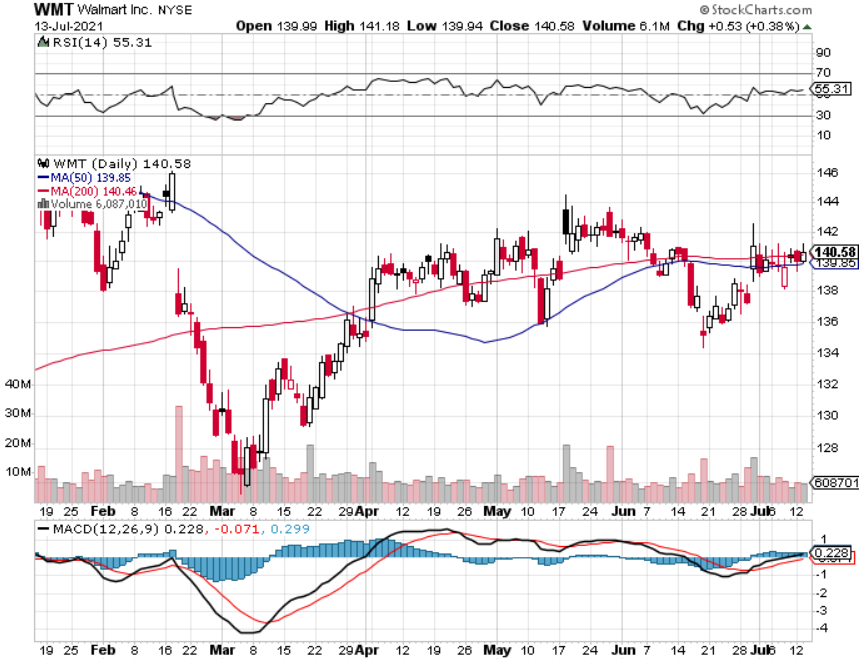 WMT Walmart Inc. NYSE © StockCharts.com
13-Jul-2021 Open 139.99 High 141.18 Low 139.94 Close 140.58 Volume 6.1M Chg +0.53 (+0.38%)
RSI(14) 55.31
90
70
55.31
30
10
WMT (Daily) 140.58
MA(50) 139.85
MA(200) 140.46
Volume 6,087,010
146
144
142
140.58
139.85
138
136
134
132
130
128
40M
30M
20M
10M
608701
19 25 Feb 8 16 22 Mar 8 15 22 29 Apr 12 19 26 May 10 17 24 Jun 7 14 21 28 Jul 6 12
MACD(12,26,9) 0.228, -0.071, 0.299
1
0.228
-1
-2
-3
-4
19 25 Feb 8 16 22 Mar 8 15 22 29 Apr 12 19 26 May 10 17 24 Jun 7 14 21 28 Jul 6 12